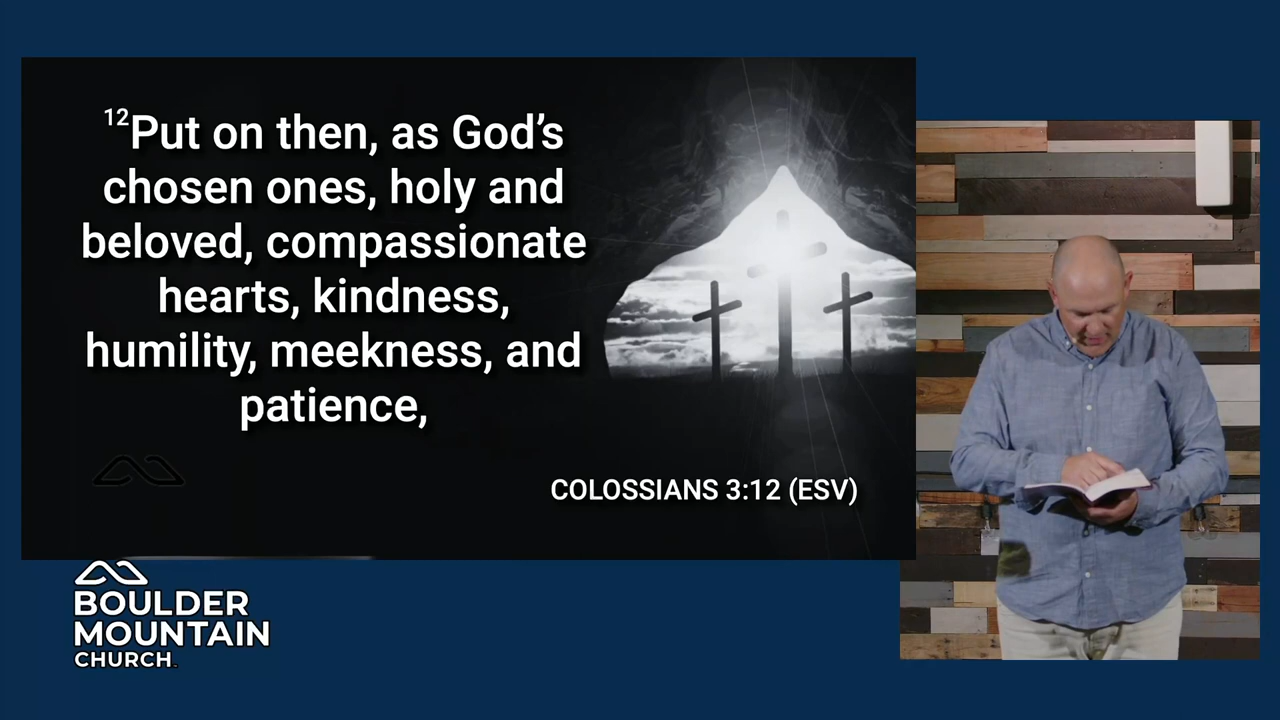 12Put on then, as God’s
chosen ones, holy and
beloved, compassionate
hearts, kindness,
humility, meekness, and
patience,
COLOSSIANS 3:12 (ESV)
BOULDER
MOUNTAIN
CHURCH.